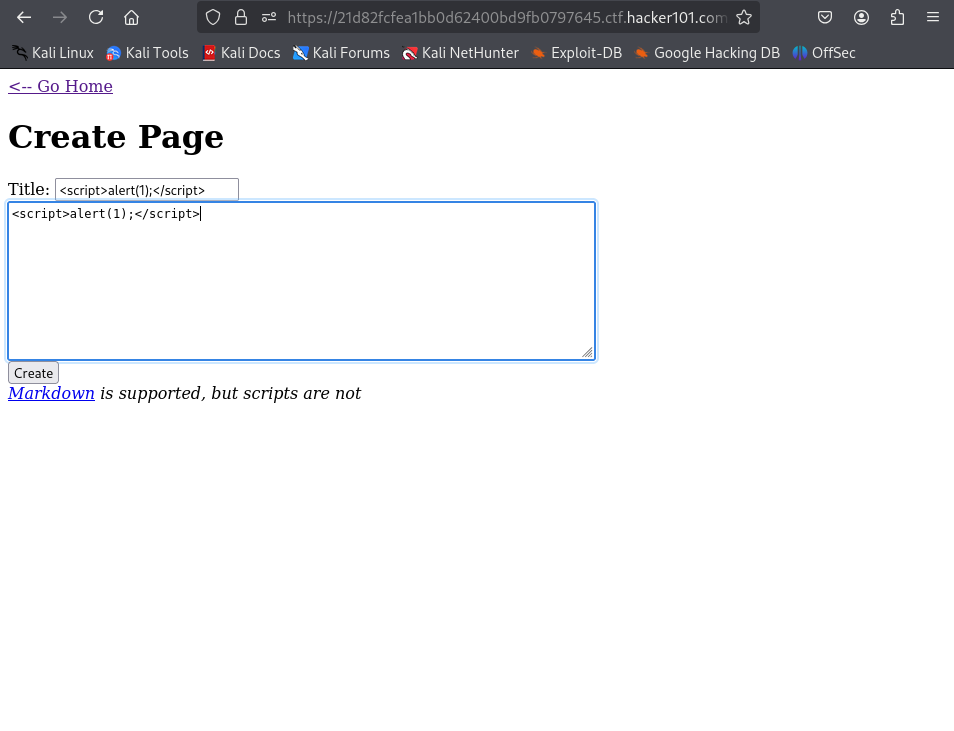 https://21d82fcfea1bb0d62400bd9fb0797645.ctf.hacker101.com
Kali Linux Kali Tools Kali Docs Kali Forums Kali NetHunter Exploit-DB Google Hacking DB OffSec
<-- Go Home
Create Page
Title: <script>alert(1);</script>
<script>alert(1);</script>
Create
Markdown is supported, but scripts are not